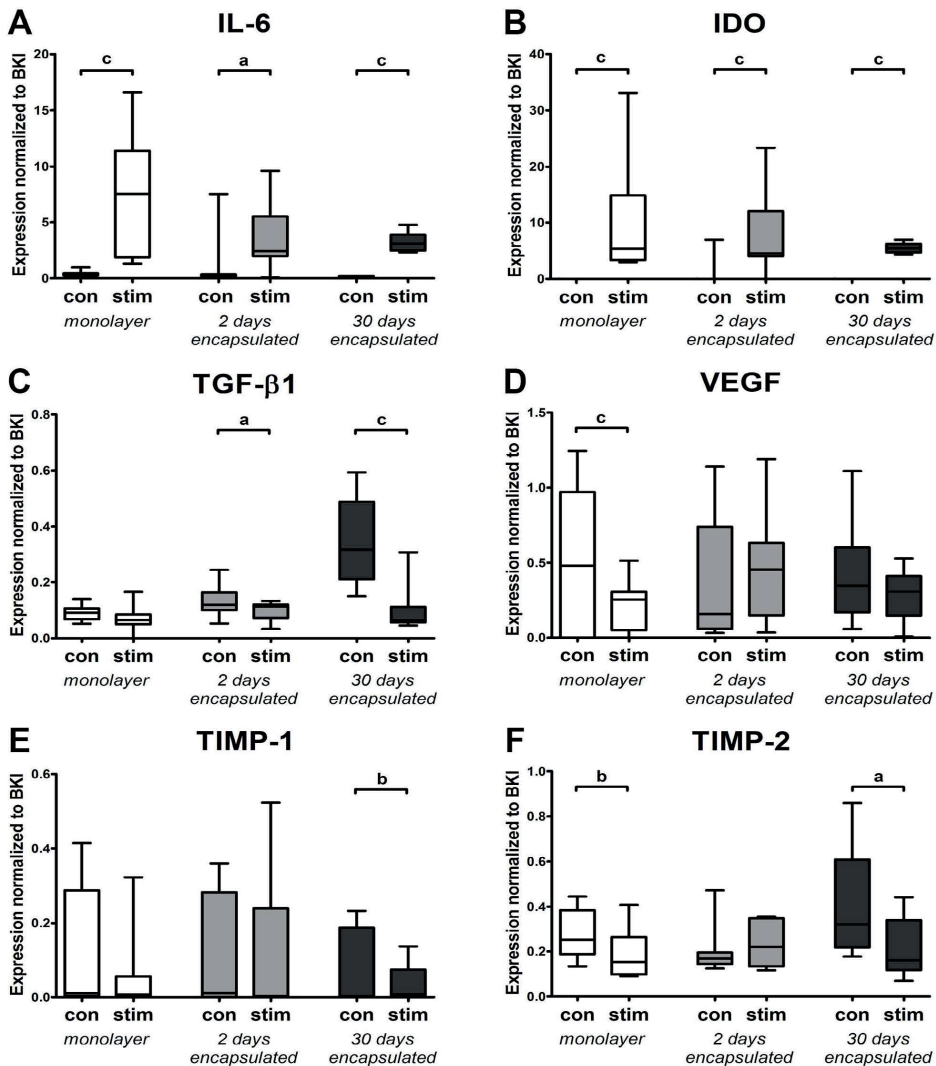 A
IL-6
Expression normalized to BKI
20
15
10
5
0
c
a
c
con stim con stim con stim
monolayer 2 days encapsulated 30 days encapsulated
B
IDO
Expression normalized to BKI
40
30
20
10
0
c
c
c
con stim con stim con stim
monolayer 2 days encapsulated 30 days encapsulated
C
TGF-β1
Expression normalized to BKI
0.8
0.6
0.4
0.2
0.0
a
c
con stim con stim con stim
monolayer 2 days encapsulated 30 days encapsulated
D
VEGF
Expression normalized to BKI
1.5
1.0
0.5
0.0
c
con stim con stim con stim
monolayer 2 days encapsulated 30 days encapsulated
E
TIMP-1
Expression normalized to BKI
0.6
0.4
0.2
0.0
b
con stim con stim con stim
monolayer 2 days encapsulated 30 days encapsulated
F
TIMP-2
Expression normalized to BKI
1.0
0.8
0.6
0.4
0.2
0.0
b
a
con stim con stim con stim
monolayer 2 days encapsulated 30 days encapsulated